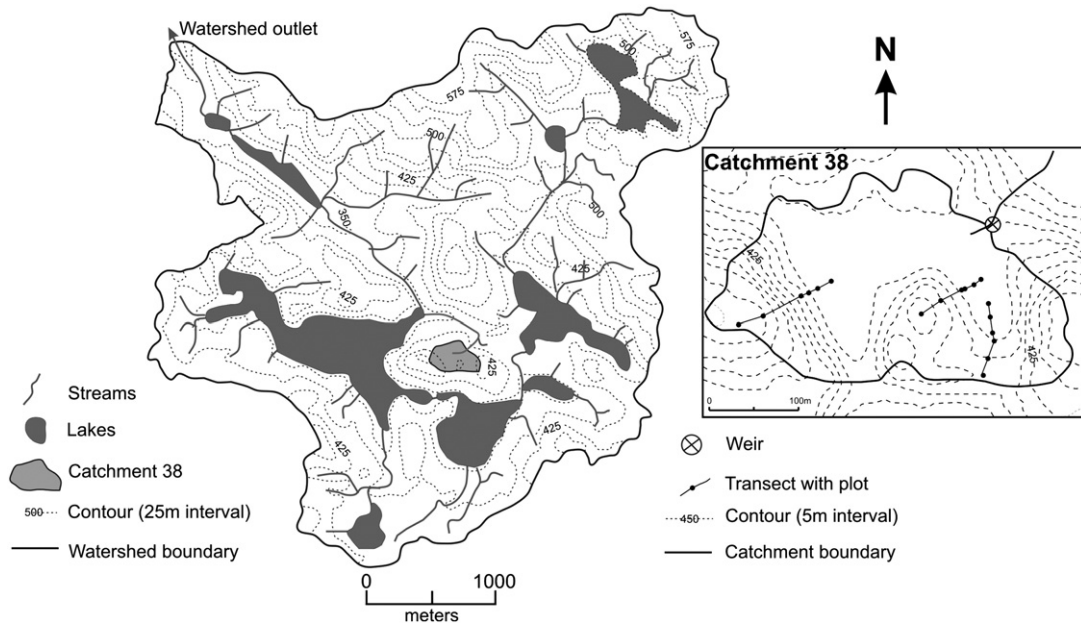 Watershed outlet
575
500
575
500
425
350
500
425
425
425
425
425
Streams
Lakes
Catchment 38
500 Contour (25m interval)
Watershed boundary
0 1000
meters
N
Catchment 38
425
425
0 100m
Weir
Transect with plot
450 Contour (5m interval)
Catchment boundary